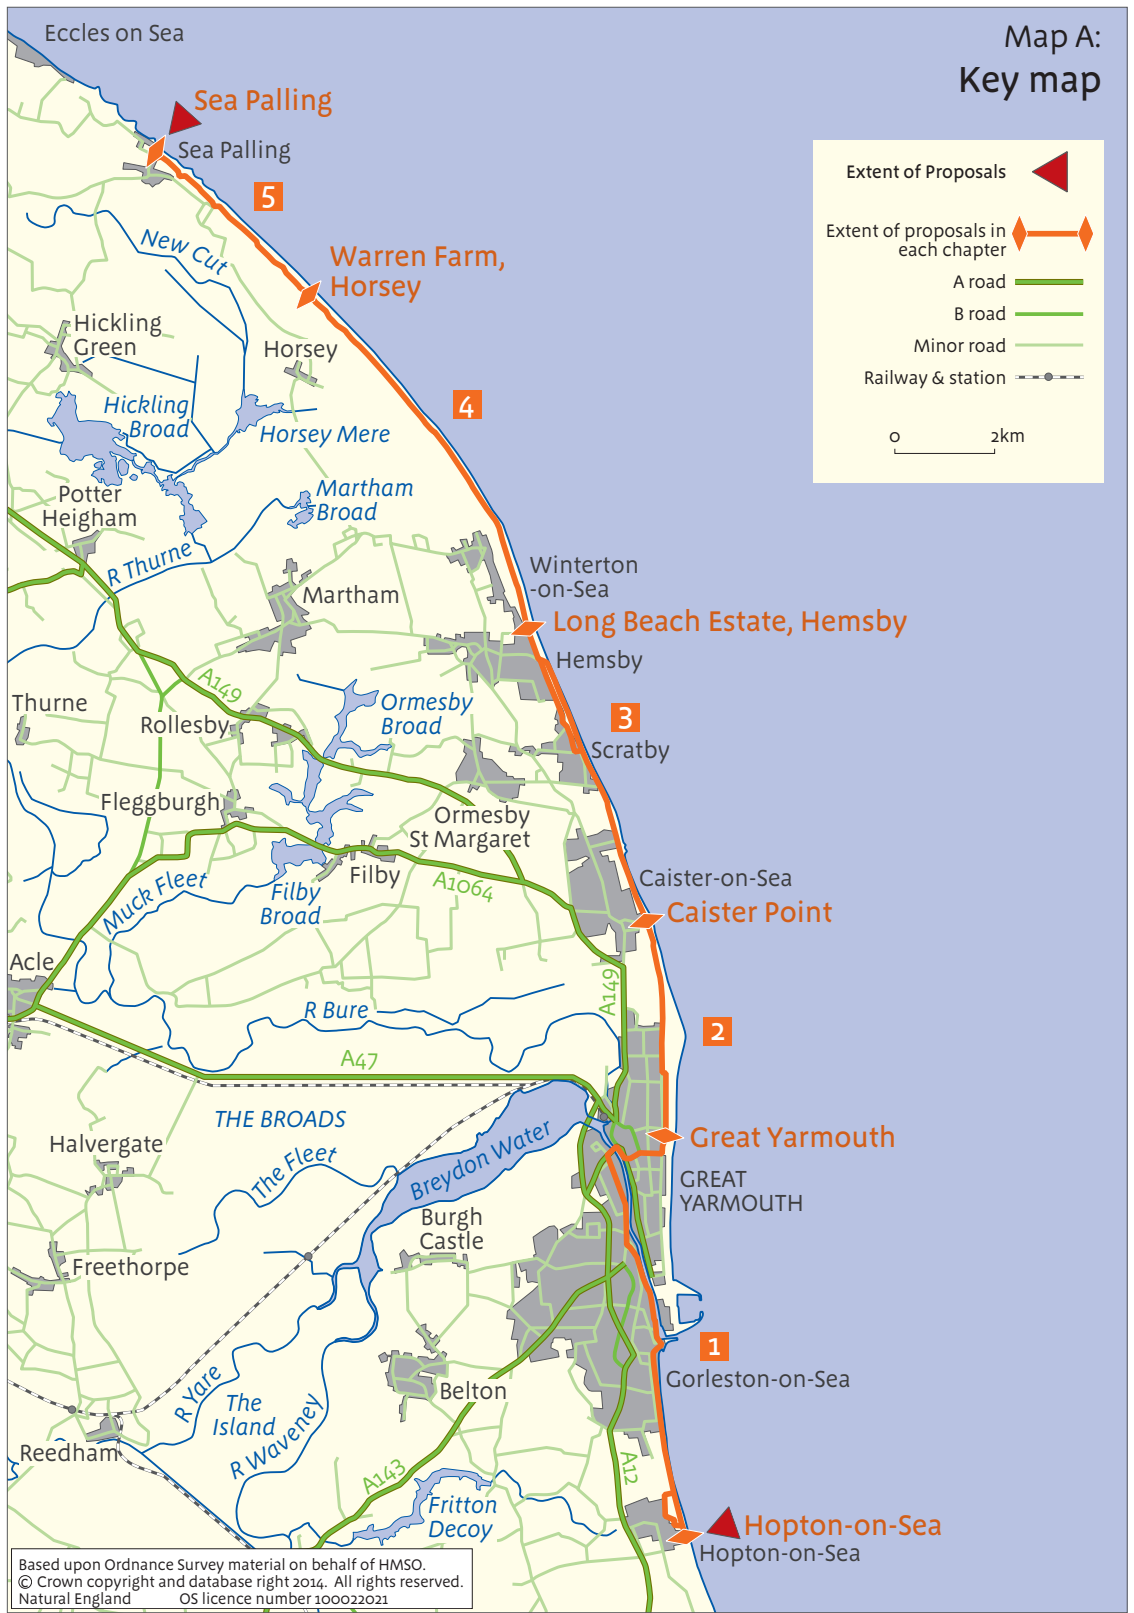 Eccles on Sea
Map A:
Key map
Sea Palling
Sea Palling
5
Extent of Proposals
Extent of proposals in
each chapter
A road
B road
Minor road
Railway & station
0 2km
New Cut
Warren Farm,
Horsey
Hickling
Green
Horsey
Hickling
Broad
4
Horsey Mere
Potter
Heigham
Martham
Broad
R Thurne
Winterton
-on-Sea
Martham
Long Beach Estate, Hemsby
Hemsby
A149
Thurne
Rollesby
Ormesby
Broad
3
Scratby
Fleggburgh
Ormesby
St Margaret
Filby
A1064
Muck Fleet
Filby
Broad
Caister-on-Sea
Caister Point
Acle
A149
R Bure
2
A47
THE BROADS
Halvergate
The Fleet
Breydon Water
Great Yarmouth
GREAT
YARMOUTH
Burgh
Castle
Freethorpe
1
Gorleston-on-Sea
R Yare
The
Island
Belton
R Waveney
Reedham
A143
A12
Fritton
Decoy
Hopton-on-Sea
Hopton-on-Sea
Based upon Ordnance Survey material on behalf of HMSO.
© Crown copyright and database right 2014. All rights reserved.
Natural England OS licence number 100022021